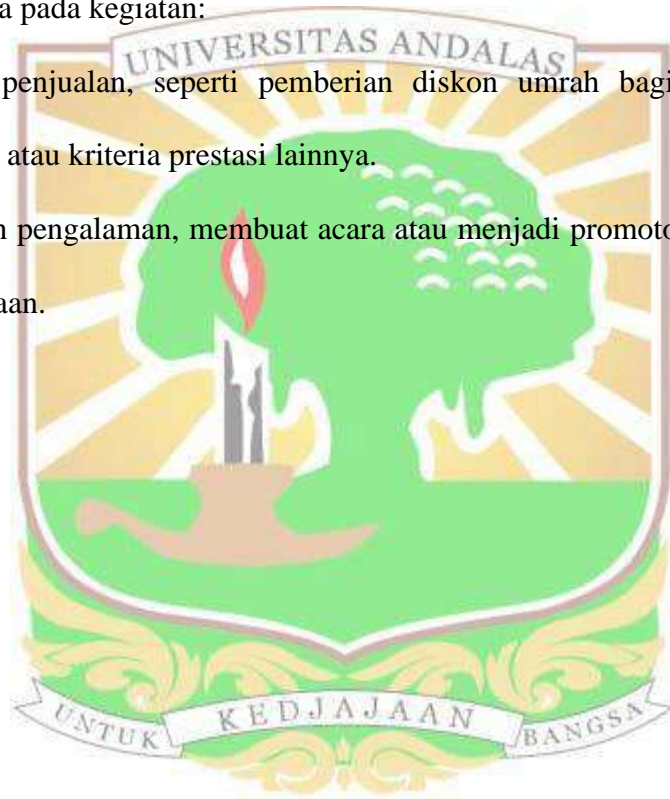 a pada kegiatan:
UNIVERSITAS ANDALAS
penjualan, seperti pemberian diskon umrah bagi
atau kriteria prestasi lainnya.
n pengalaman, membuat acara atau menjadi promoto
aan.
UNTUK KEDJAJAAN BANGSA